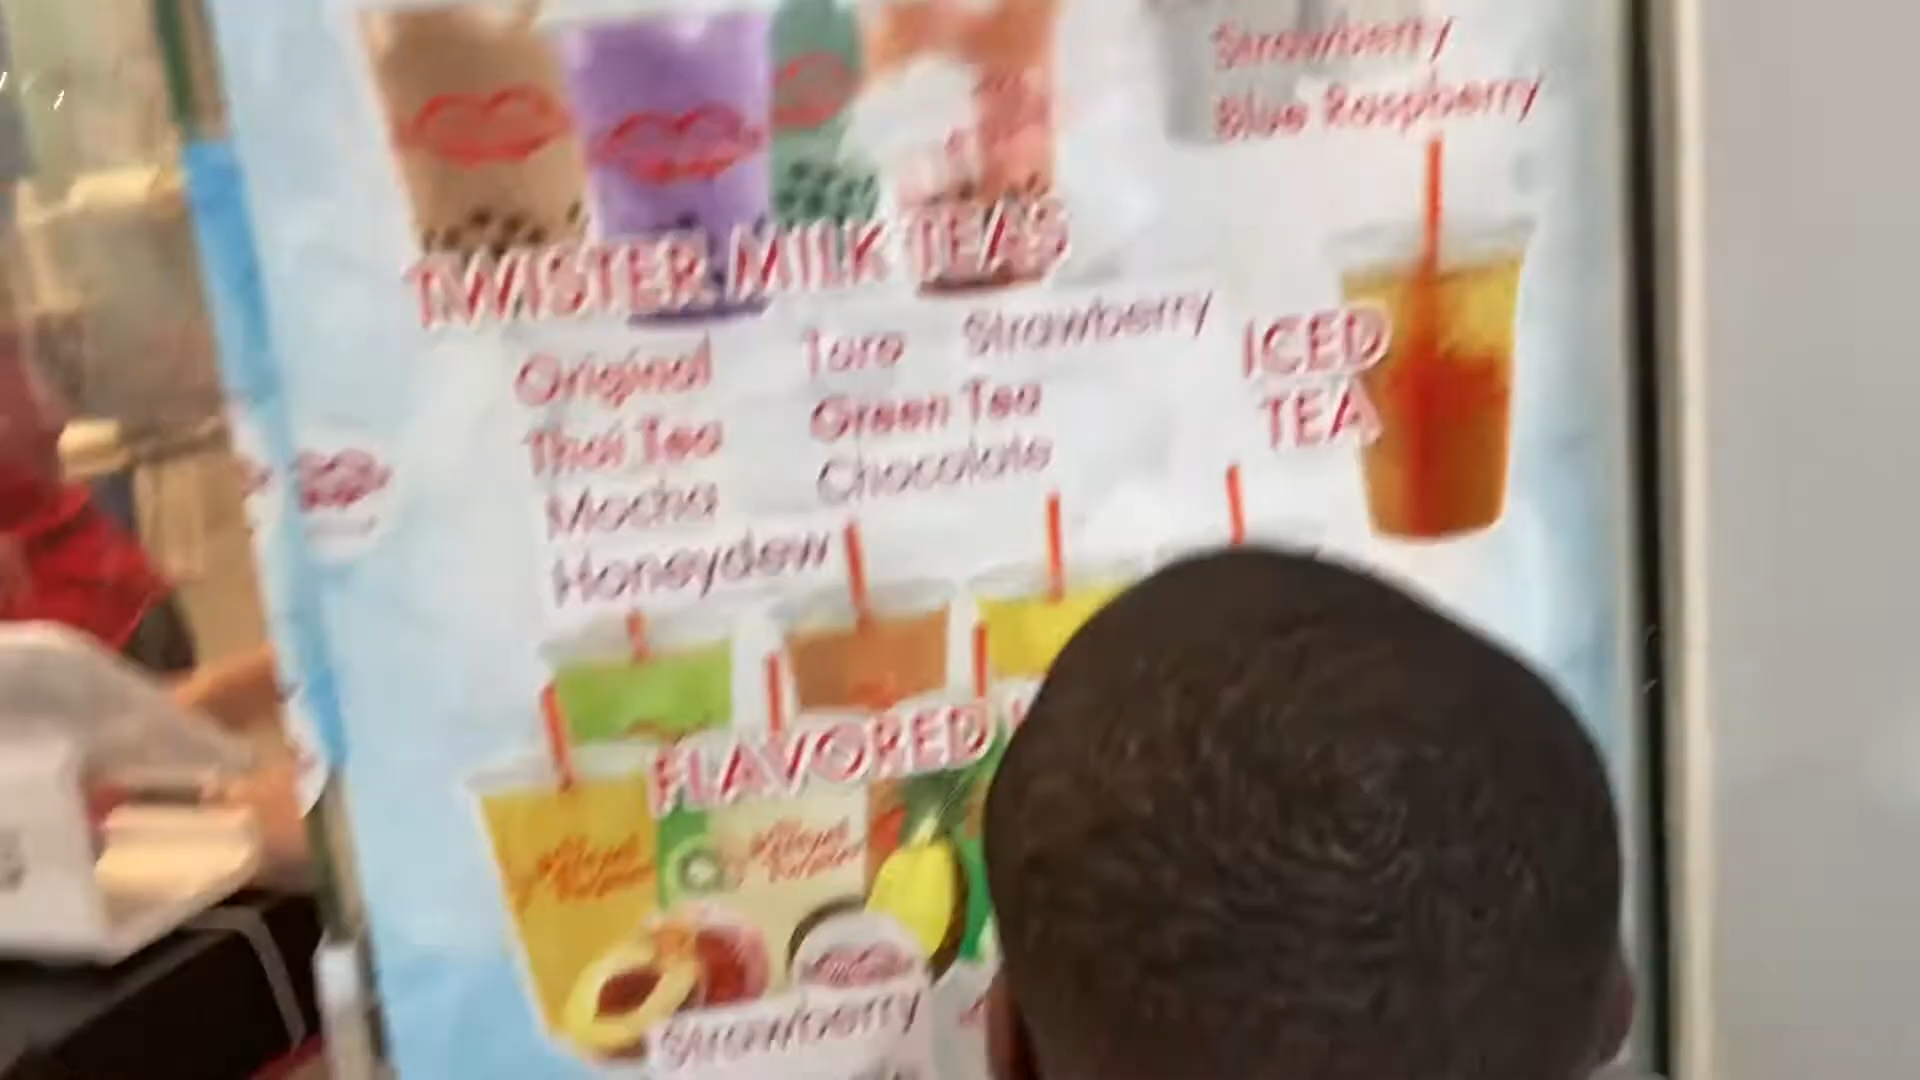 Strawberry
Blue Raspberry
TWISTER MILK TEAS
Original
Taro
Strawberry
Thai Tea
Green Tea
Mocha
Chocolate
Honeydew
ICED
TEA
FLAVORED
Strawberry